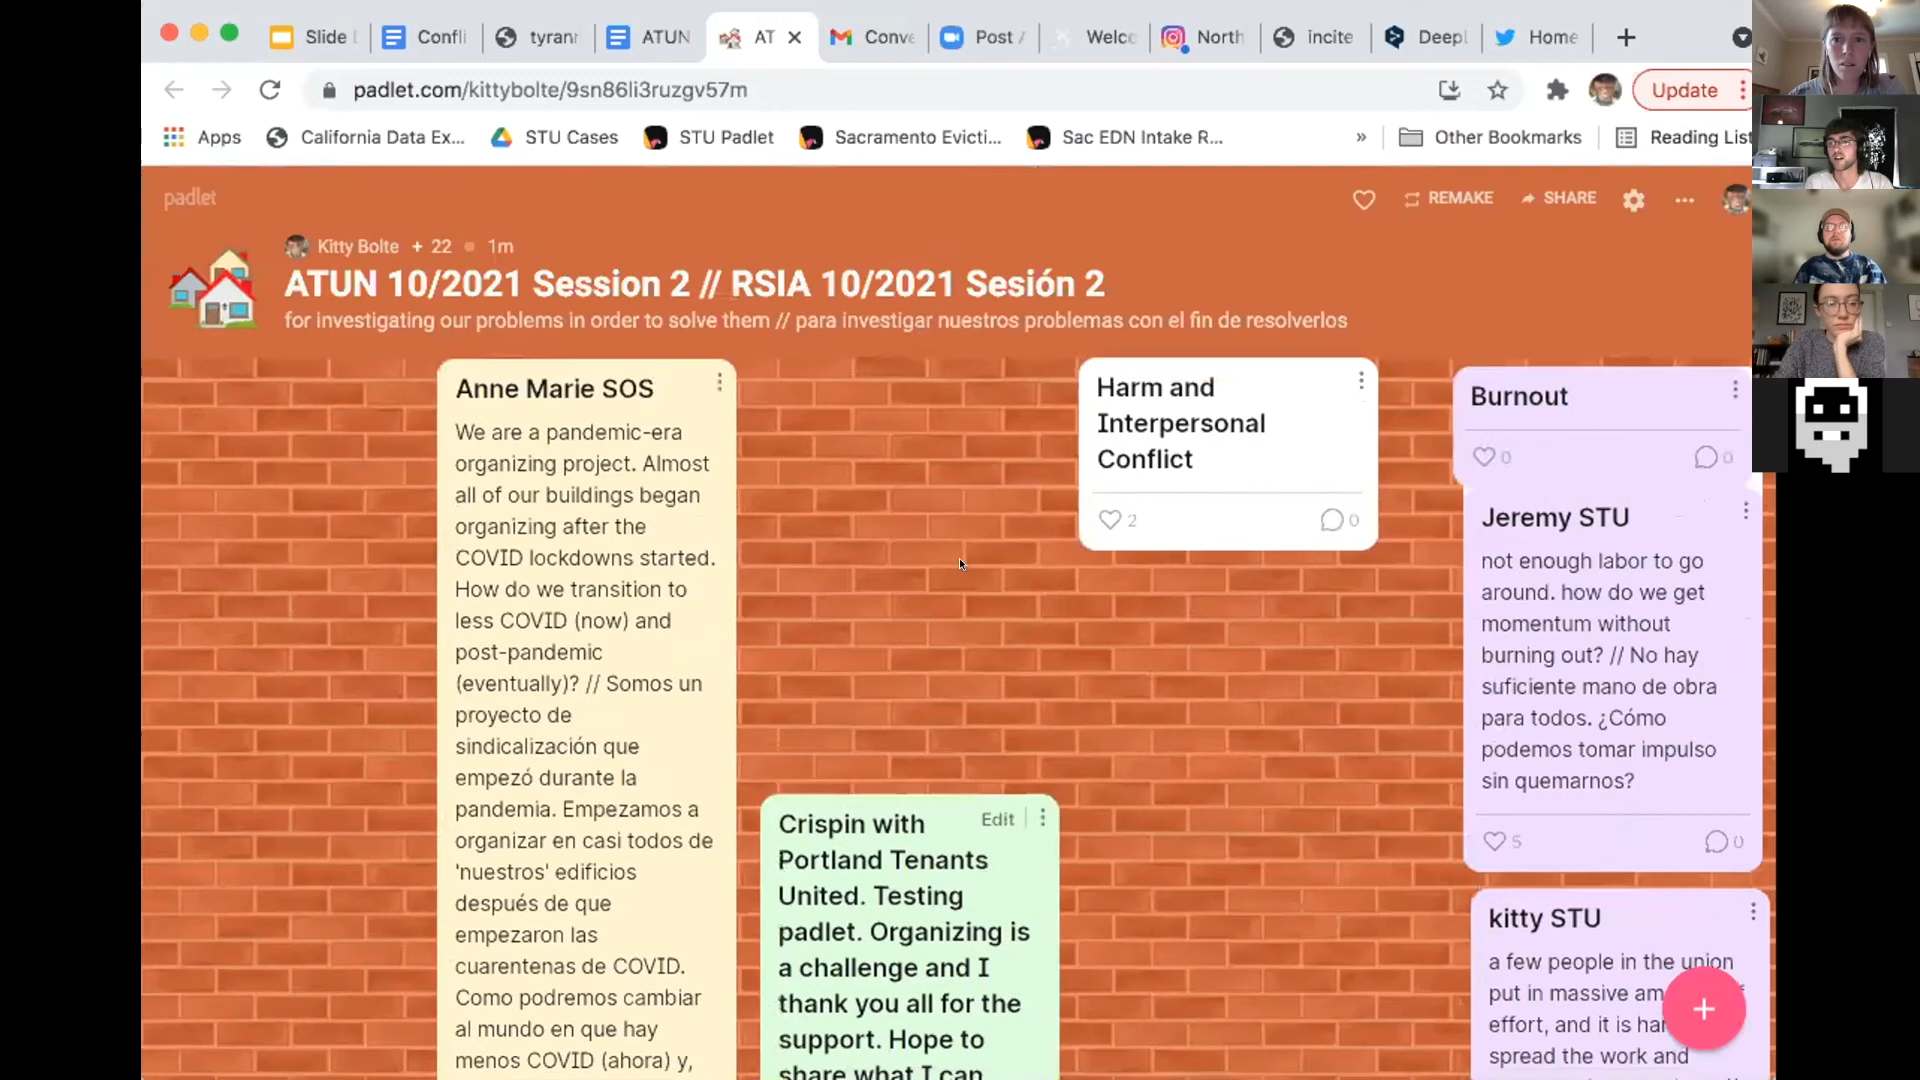 Slide
Confli
tyrann
ATUN
AT
Conve
Post /
Welco
North
incite
Deepl
Home
padlet.com/kittybolte/9sn86li3ruzgv57m
Update
Apps
California Data Ex...
STU Cases
STU Padlet
Sacramento Evicti...
Sac EDN Intake R...
»
Other Bookmarks
Reading List
padlet
REMAKE
SHARE
Kitty Bolte + 22 1m
ATUN 10/2021 Session 2 // RSIA 10/2021 Sesión 2
for investigating our problems in order to solve them // para investigar nuestros problemas con el fin de resolverlos
Anne Marie SOS
We are a pandemic-era
organizing project. Almost
all of our buildings began
organizing after the
COVID lockdowns started.
How do we transition to
less COVID (now) and
post-pandemic
(eventually)? // Somos un
proyecto de
sindicalización que
empezó durante la
pandemia. Empezamos a
organizar en casi todos de
'nuestros' edificios
después de que
empezaron las
cuarentenas de COVID.
Como podremos cambiar
al mundo en que hay
menos COVID (ahora) y,
Crispin with
Edit
Portland Tenants
United. Testing
padlet. Organizing is
a challenge and I
thank you all for the
support. Hope to
share what I can
Harm and
Interpersonal
Conflict
2
0
Burnout
0
0
Jeremy STU
not enough labor to go
around. how do we get
momentum without
burning out? // No hay
suficiente mano de obra
para todos. ¿Cómo
podemos tomar impulso
sin quemarnos?
5
0
kitty STU
a few people in the union
put in massive am
effort, and it is har
spread the work and